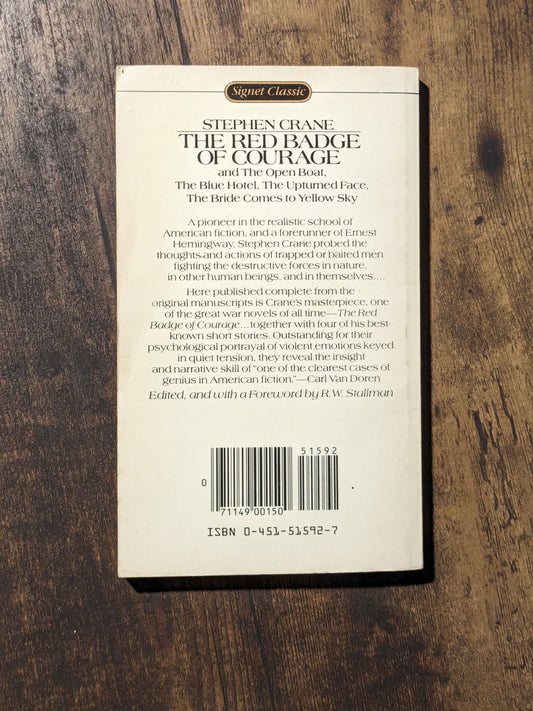 Signet Classic
STEPHEN CRANE
THE RED BADGE
OF COURAGE
and The Open Boat,
The Blue Hotel, The Upturned Face,
The Bride Comes to Yellow Sky
A pioneer in the realistic school of
American fiction, and a forerunner of Ernest
Hemingway, Stephen Crane probed the
thoughts and actions of trapped or baited men
fighting the destructive forces in nature,
in other human beings, and in themselves....
Here published complete from the
original manuscripts is Crane's masterpiece, one
of the great war novels of all time—The Red
Badge of Courage...together with four of his best-
known short stories. Outstanding for their
psychological portrayal of violent emotions keyed
in quiet tension, they reveal the insight
and narrative skill of "one of the clearest cases of
genius in American fiction."—Carl Van Doren
Edited, and with a Foreword by R.W. Stallman
51592
0
71149 00150
ISBN 0-451-51592-7